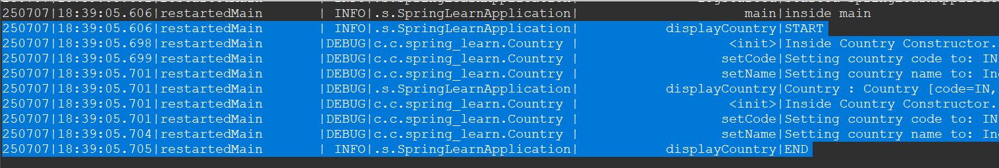 250707|18:39:05.606|restartedMain       | INFO|.s.SpringLearnApplication|                     main|inside main
250707|18:39:05.606|restartedMain       | INFO|.s.SpringLearnApplication|           displayCountry|START
250707|18:39:05.698|restartedMain       |DEBUG|c.c.spring_learn.Country |                   <init>|Inside Country Constructor.
250707|18:39:05.699|restartedMain       |DEBUG|c.c.spring_learn.Country |                  setCode|Setting country code to: IN
250707|18:39:05.701|restartedMain       |DEBUG|c.c.spring_learn.Country |                  setName|Setting country name to: In
250707|18:39:05.701|restartedMain       |DEBUG|.s.SpringLearnApplication|           displayCountry|Country : Country [code=IN,
250707|18:39:05.701|restartedMain       |DEBUG|c.c.spring_learn.Country |                   <init>|Inside Country Constructor.
250707|18:39:05.701|restartedMain       |DEBUG|c.c.spring_learn.Country |                  setCode|Setting country code to: IN
250707|18:39:05.704|restartedMain       |DEBUG|c.c.spring_learn.Country |                  setName|Setting country name to: In
250707|18:39:05.705|restartedMain       | INFO|.s.SpringLearnApplication|           displayCountry|END